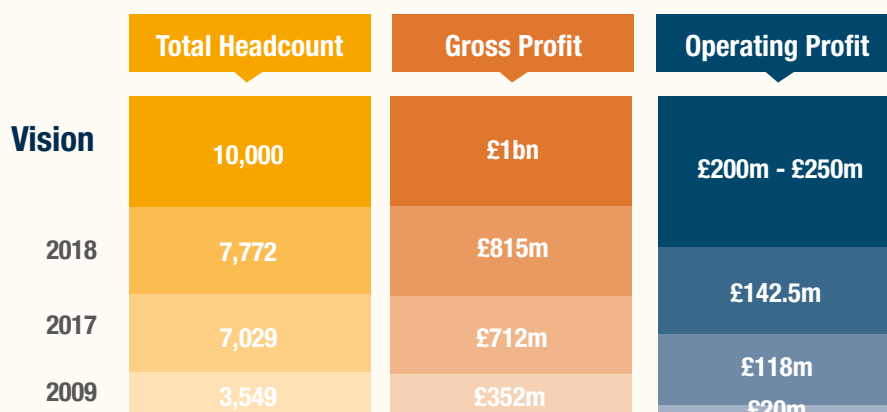 Total Headcount Gross Profit Operating Profit
Vision 10,000 £1bn £200m - £250m
2018 7,772 £815m £142.5m
2017 7,029 £712m £118m
2009 3,549 £352m £20m